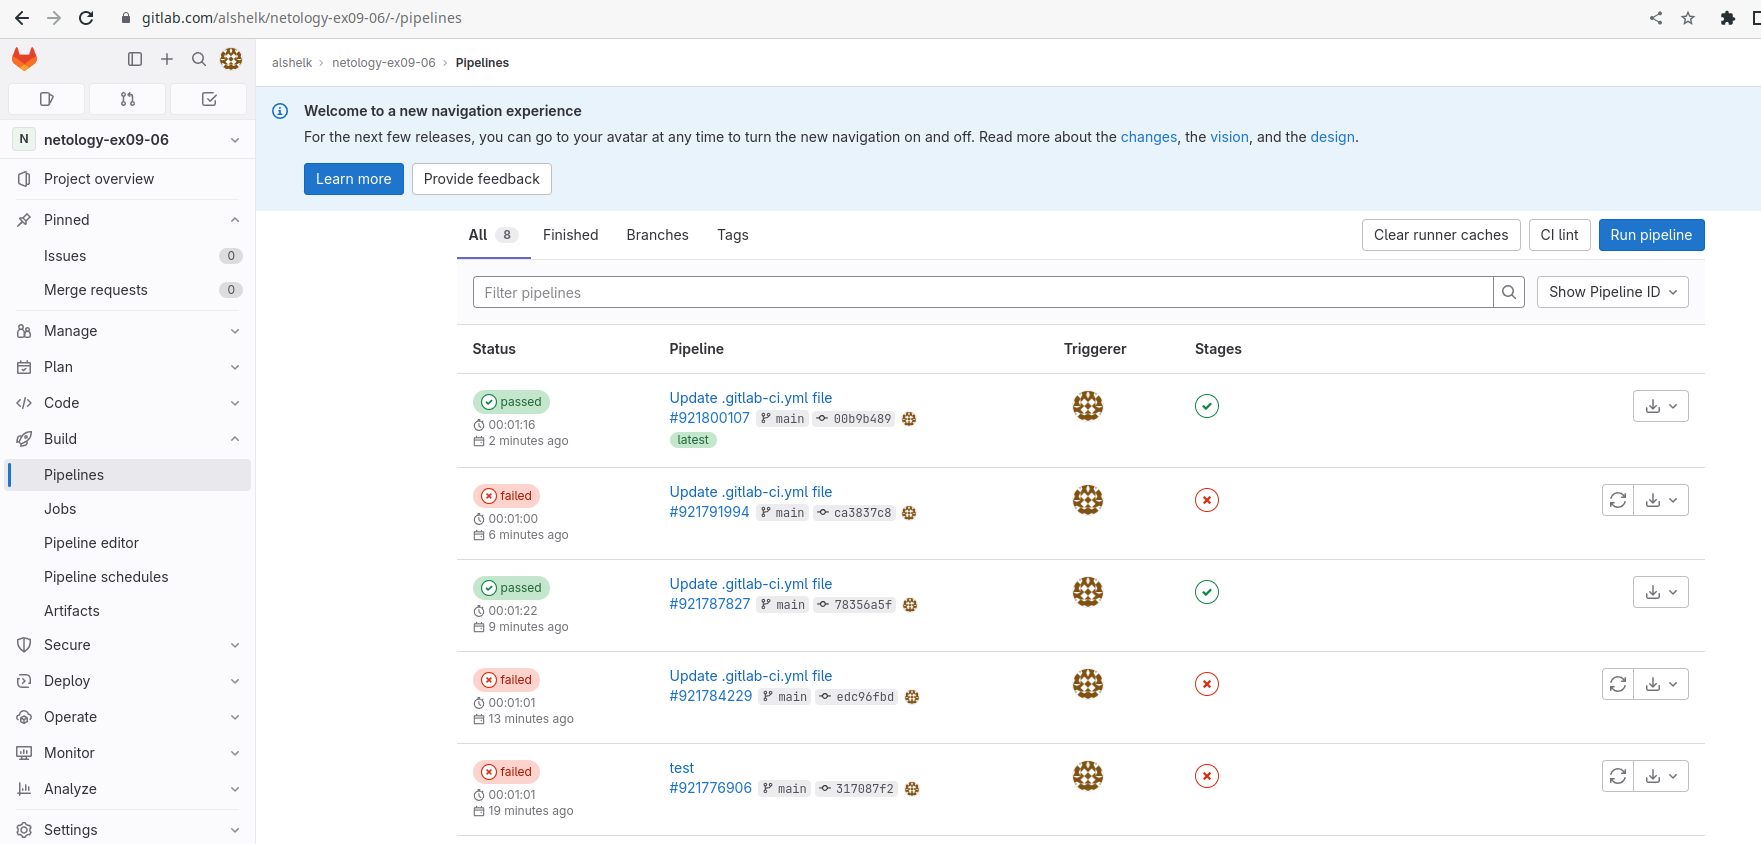 gitlab.com/alshelk/netology-ex09-06/-/pipelines
N netology-ex09-06
Project overview
Pinned
Issues 0
Merge requests 0
Manage
Plan
Code
Build
Pipelines
Jobs
Pipeline editor
Pipeline schedules
Artifacts
Secure
Deploy
Operate
Monitor
Analyze
Settings
alshelk › netology-ex09-06 › Pipelines
Welcome to a new navigation experience
For the next few releases, you can go to your avatar at any time to turn the new navigation on and off. Read more about the changes, the vision, and the design.
Learn more Provide feedback
All 8 Finished Branches Tags Clear runner caches CI lint Run pipeline
Filter pipelines Show Pipeline ID
Status Pipeline Triggerer Stages
passed
00:01:16
2 minutes ago
Update .gitlab-ci.yml file
#921800107 main 00b9b489
latest
failed
00:01:00
6 minutes ago
Update .gitlab-ci.yml file
#921791994 main ca3837c8
passed
00:01:22
9 minutes ago
Update .gitlab-ci.yml file
#921787827 main 78356a5f
failed
00:01:01
13 minutes ago
Update .gitlab-ci.yml file
#921784229 main edc96fbd
failed
00:01:01
19 minutes ago
test
#921776906 main 317087f2